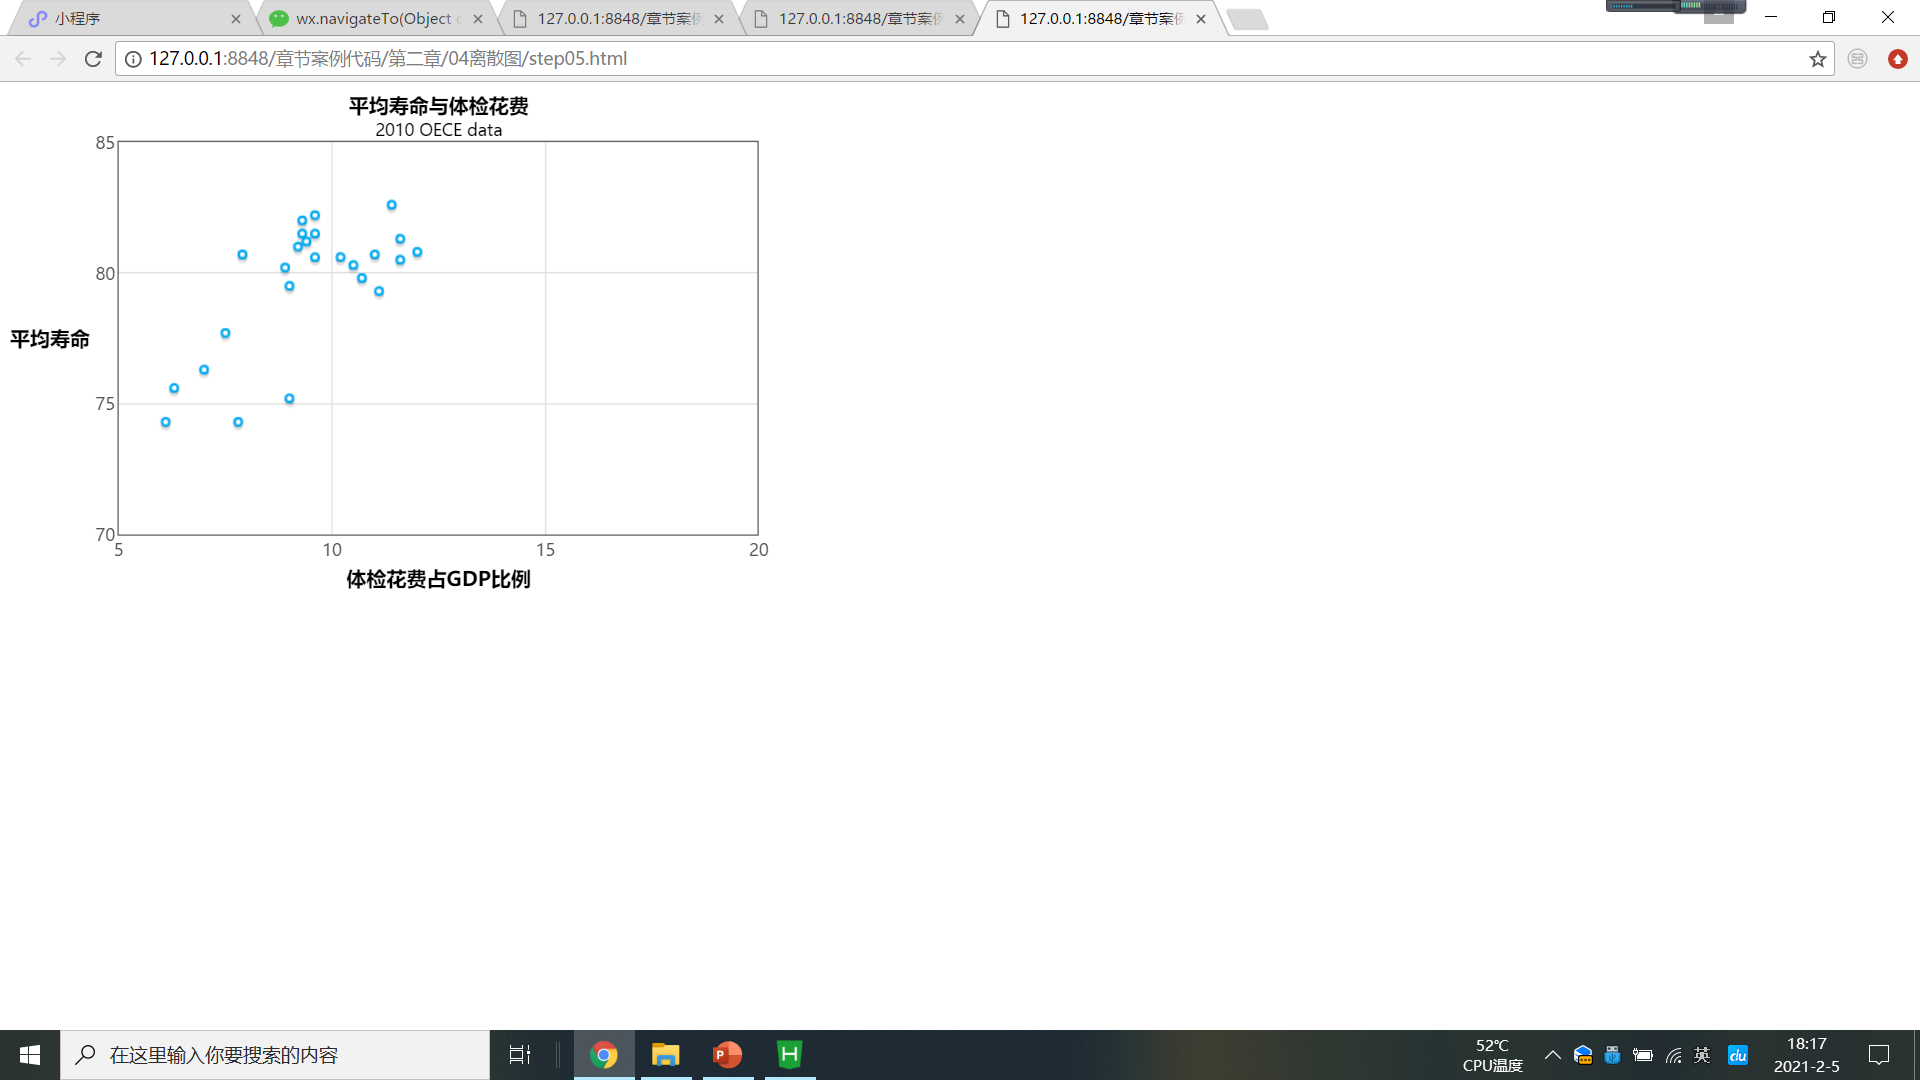 小程序
wx.navigateTo(Object
127.0.0.1:8848/章节案例
127.0.0.1:8848/章节案例
127.0.0.1:8848/章节案例
127.0.0.1:8848/章节案例代码/第二章/04离散图/step05.html
平均寿命与体检花费
2010 OECE data
85
80
平均寿命
75
70
5
10
15
20
体检花费占GDP比例
在这里输入你要搜索的内容
52℃
CPU温度
英
du
18:17
2021-2-5